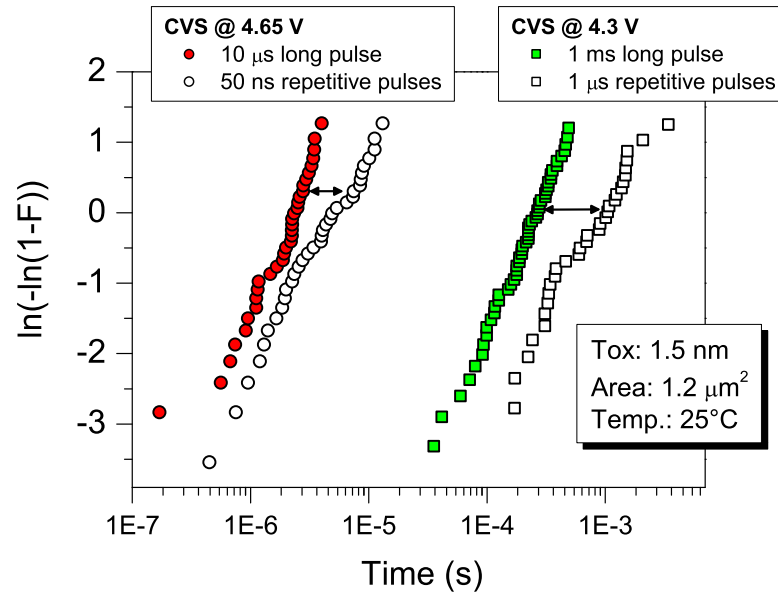 CVS @ 4.65 V
10 μs long pulse
50 ns repetitive pulses
CVS @ 4.3 V
1 ms long pulse
1 μs repetitive pulses
2
1
0
-1
-2
-3
ln(-ln(1-F))
Tox: 1.5 nm
Area: 1.2 μm²
Temp.: 25°C
1E-7
1E-6
1E-5
1E-4
1E-3
Time (s)